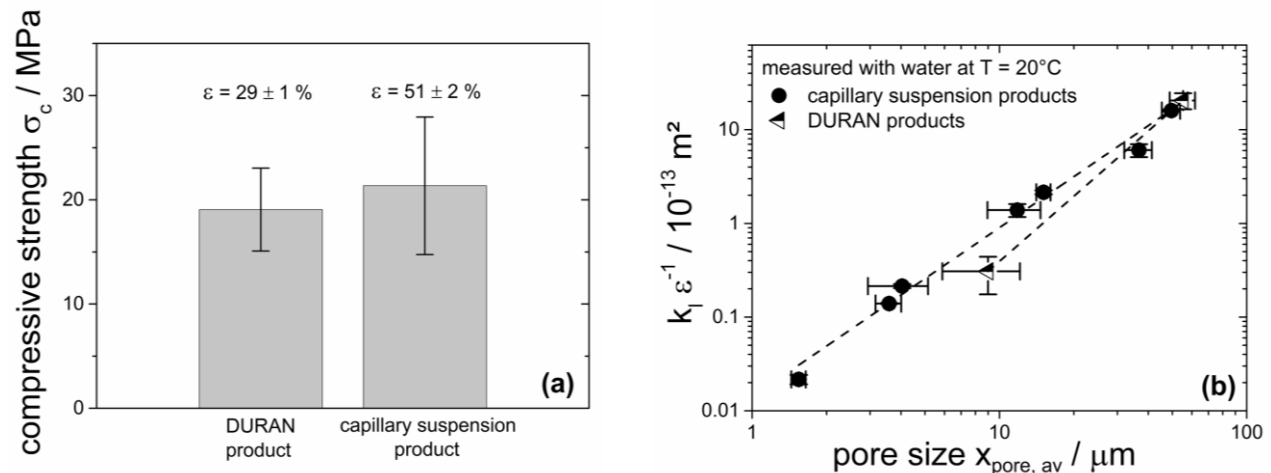 compressive strength σc / MPa
30
20
10
0
ε = 29 ± 1 %
ε = 51 ± 2 %
(a)
DURAN
product
capillary suspension
product
kl ε-1 / 10-13 m²
10
1
0.1
0.01
measured with water at T = 20°C
capillary suspension products
DURAN products
(b)
1
10
100
pore size xpore, av / μm